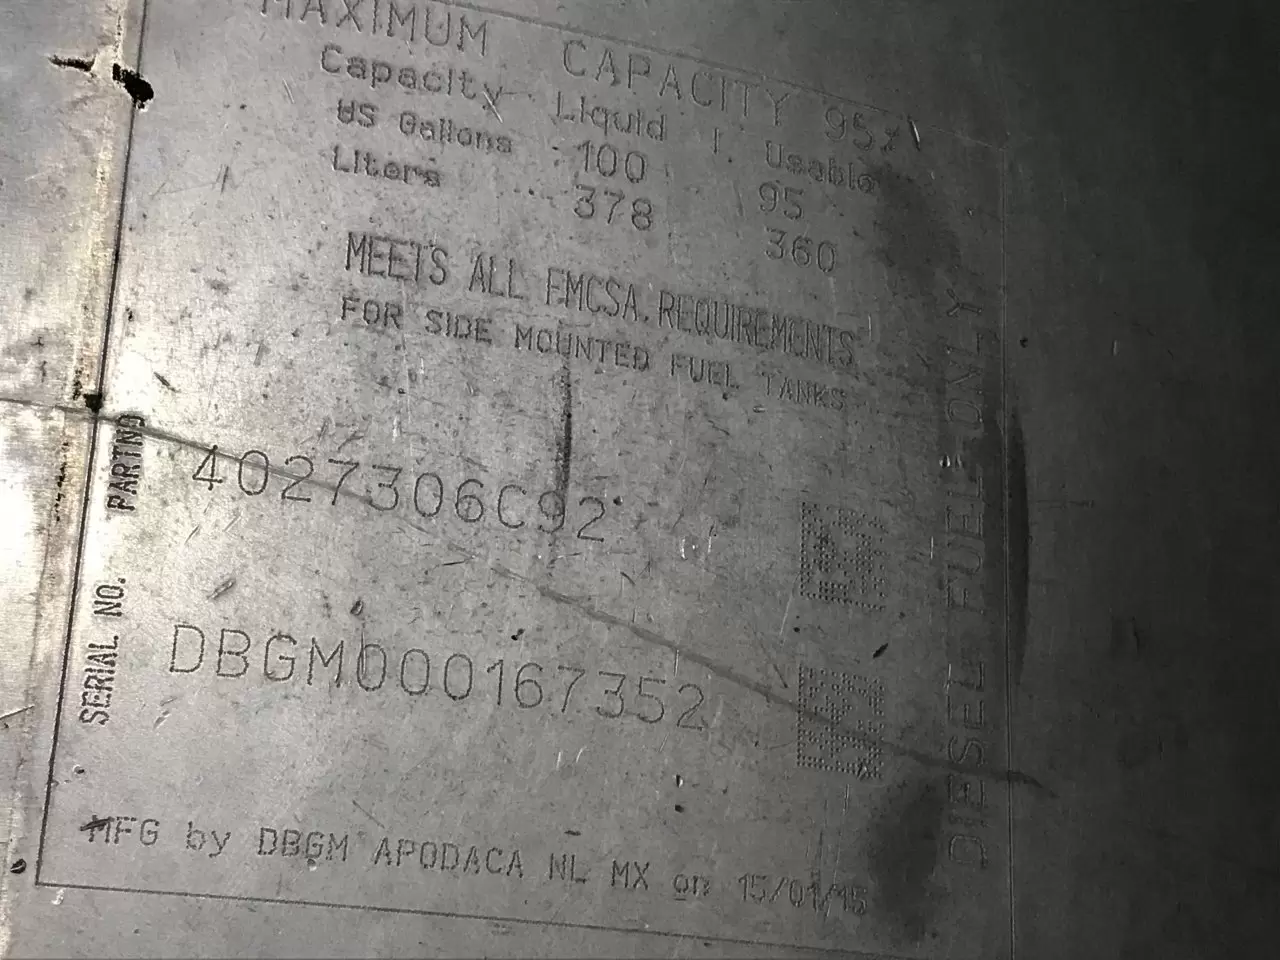 MAXIMUM CAPACITY 95%
Capacity Liquid Usable
US Gallons 100 95
Liters 378 360
MEETS ALL FMCSA. REQUIREMENTS
FOR SIDE MOUNTED FUEL TANKS
PARTNO 4027306C92
SERIAL NO. DBGM000167352
MFG by DBGM APODACA NL MX on 15/01/15
DIESEL FUEL ONLY